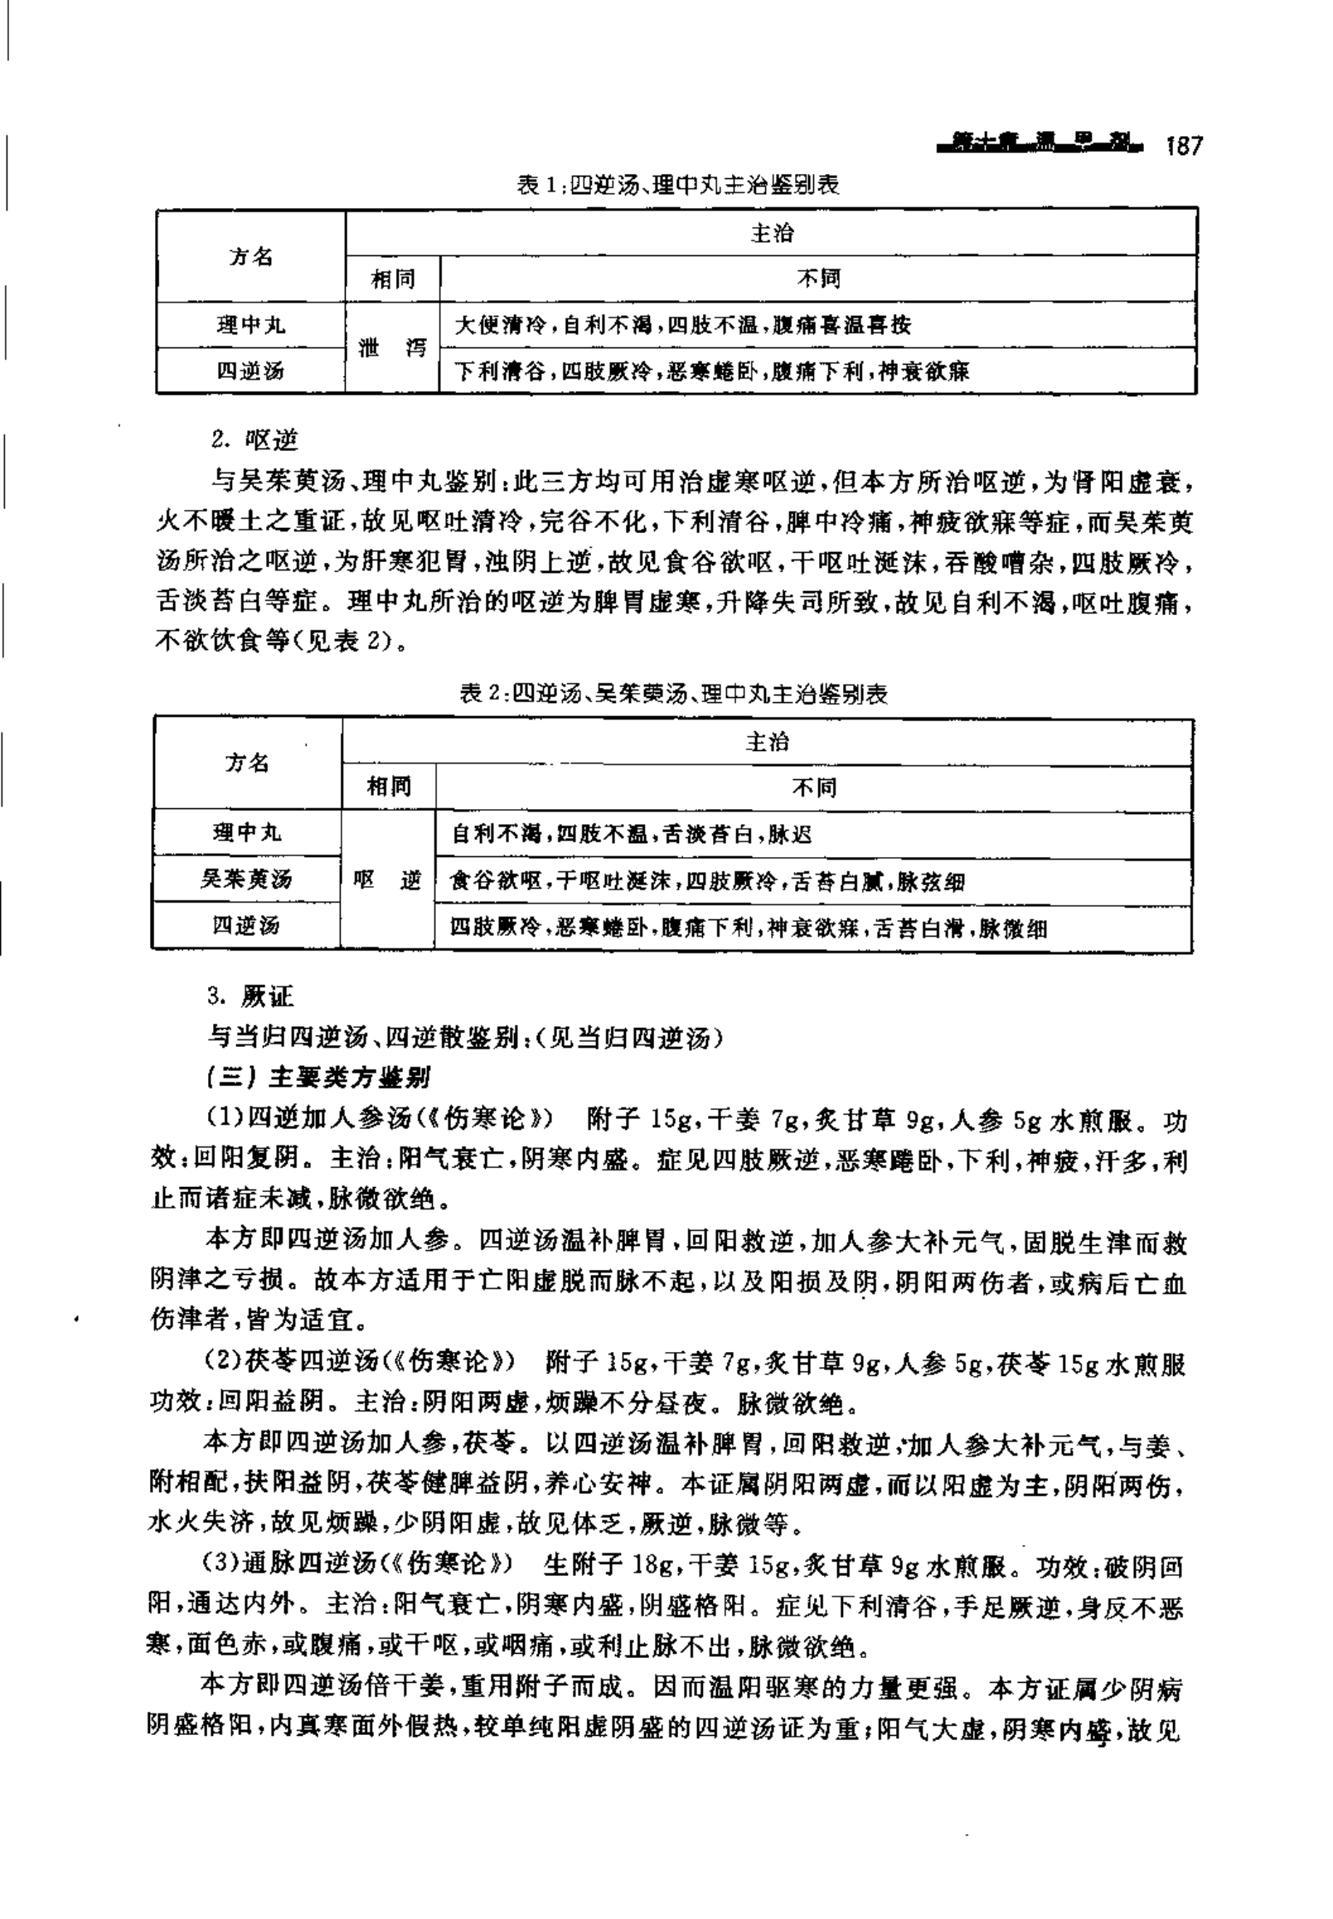 第十章 温里剂 187
表1:四逆汤、理中丸主治鉴别表
方名
主治
相同
不同
理中丸
泄 泻
大便清冷,自利不渴,四肢不温,腹痛喜温喜按
四逆汤
下利清谷,四肢厥冷,恶寒蜷卧,腹痛下利,神衰欲寐
2. 呕逆
与吴茱萸汤、理中丸鉴别:此三方均可用治虚寒呕逆,但本方所治呕逆,为肾阳虚衰,
火不暖土之重证,故见呕吐清冷,完谷不化,下利清谷,脾中冷痛,神疲欲寐等症,而吴茱萸
汤所治之呕逆,为肝寒犯胃,浊阴上逆,故见食谷欲呕,干呕吐涎沫,吞酸嘈杂,四肢厥冷,
舌淡苔白等症。理中丸所治的呕逆为脾胃虚寒,升降失司所致,故见自利不渴,呕吐腹痛,
不欲饮食等(见表2)。
表2:四逆汤、吴茱萸汤、理中丸主治鉴别表
方名
主治
相同
不同
理中丸
自利不渴,四肢不温,舌淡苔白,脉迟
吴茱萸汤
呕 逆
食谷欲呕,干呕吐涎沫,四肢厥冷,舌苔白腻,脉弦细
四逆汤
四肢厥冷,恶寒蜷卧,腹痛下利,神衰欲寐,舌苔白滑,脉微细
3. 厥证
与当归四逆汤、四逆散鉴别:(见当归四逆汤)
(三) 主要类方鉴别
(1)四逆加人参汤(《伤寒论》) 附子15g,干姜7g,炙甘草9g,人参5g水煎服。功
效:回阳复阴。主治:阳气衰亡,阴寒内盛。症见四肢厥逆,恶寒踡卧,下利,神疲,汗多,利
止而诸症未减,脉微欲绝。
本方即四逆汤加人参。四逆汤温补脾胃,回阳救逆,加人参大补元气,固脱生津而救
阴津之亏损。故本方适用于亡阳虚脱而脉不起,以及阳损及阴,阴阳两伤者,或病后亡血
伤津者,皆为适宜。
(2)茯苓四逆汤(《伤寒论》) 附子15g,干姜7g,炙甘草9g,人参5g,茯苓15g水煎服
功效:回阳益阴。主治:阴阳两虚,烦躁不分昼夜。脉微欲绝。
本方即四逆汤加人参,茯苓。以四逆汤温补脾胃,回阳救逆,加人参大补元气,与姜、
附相配,扶阳益阴,茯苓健脾益阴,养心安神。本证属阴阳两虚,而以阳虚为主,阴阳两伤,
水火失济,故见烦躁,少阴阳虚,故见体乏,厥逆,脉微等。
(3)通脉四逆汤(《伤寒论》) 生附子18g,干姜15g,炙甘草9g水煎服。功效:破阴回
阳,通达内外。主治:阳气衰亡,阴寒内盛,阴盛格阳。症见下利清谷,手足厥逆,身反不恶
寒,面色赤,或腹痛,或干呕,或咽痛,或利止脉不出,脉微欲绝。
本方即四逆汤倍干姜,重用附子而成。因而温阳驱寒的力量更强。本方证属少阴病
阴盛格阳,内真寒面外假热,较单纯阳虚阴盛的四逆汤证为重;阳气大虚,阴寒内盛,故见